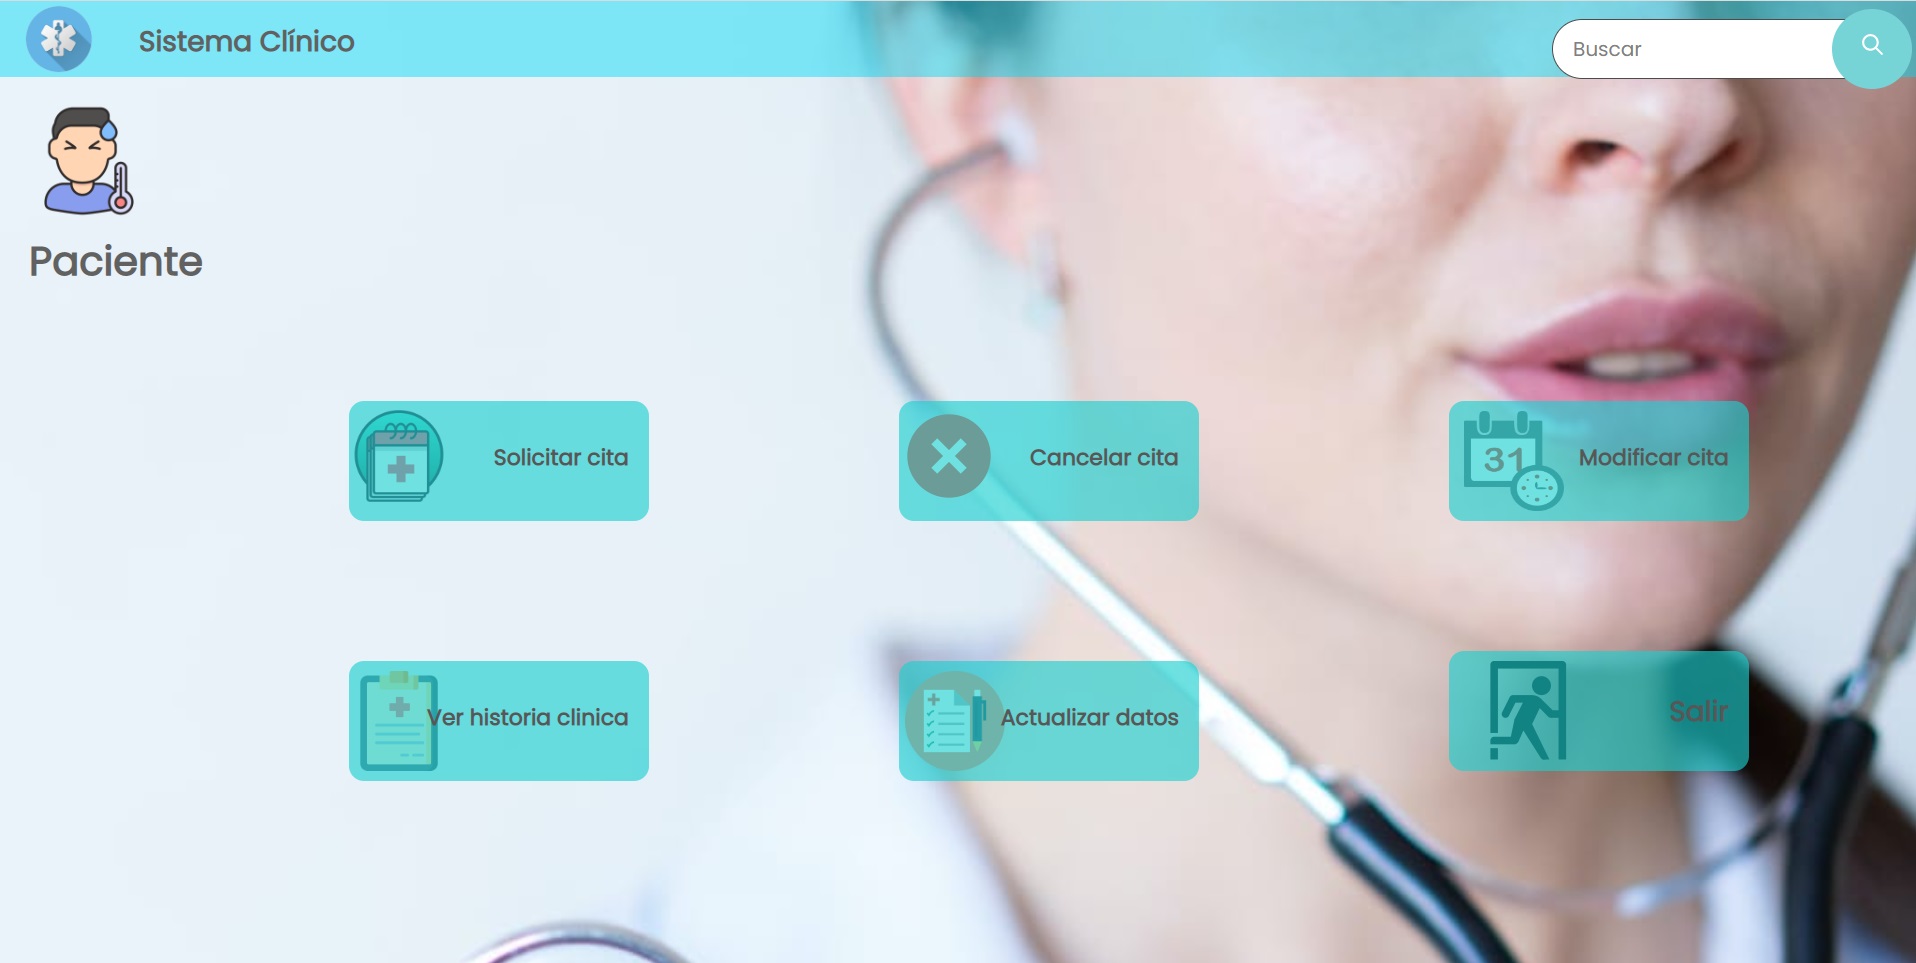 Sistema Clínico
Buscar
Paciente
Solicitar cita
Cancelar cita
31
Modificar cita
Ver historia clinica
Actualizar datos
Salir